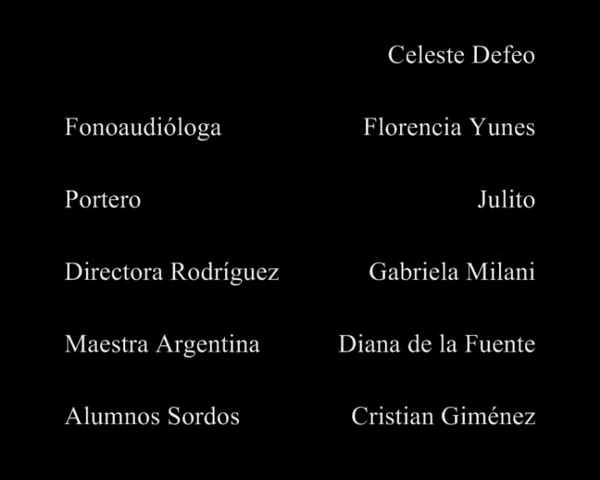 Celeste Defeo
Fonoaudióloga Florencia Yunes
Portero Julito
Directora Rodríguez Gabriela Milani
Maestra Argentina Diana de la Fuente
Alumnos Sordos Cristian Giménez